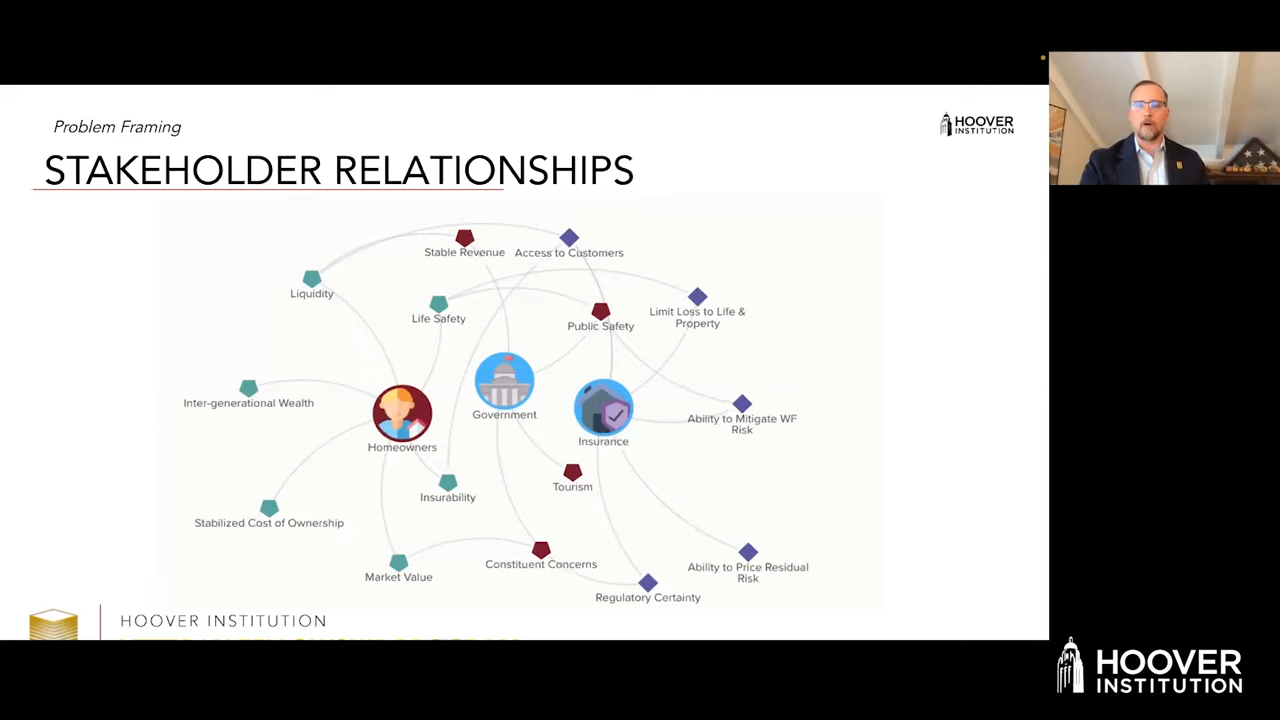 Problem Framing
HOOVER
INSTITUTION
STAKEHOLDER RELATIONSHIPS
Stable Revenue
Access to Customers
Liquidity
Life Safety
Public Safety
Limit Loss to Life &
Property
Inter-generational Wealth
Government
Ability to Mitigate WF
Risk
Homeowners
Insurance
Insurability
Tourism
Stabilized Cost of Ownership
Market Value
Constituent Concerns
Ability to Price Residual
Risk
Regulatory Certainty
HOOVER INSTITUTION
HOOVER
INSTITUTION